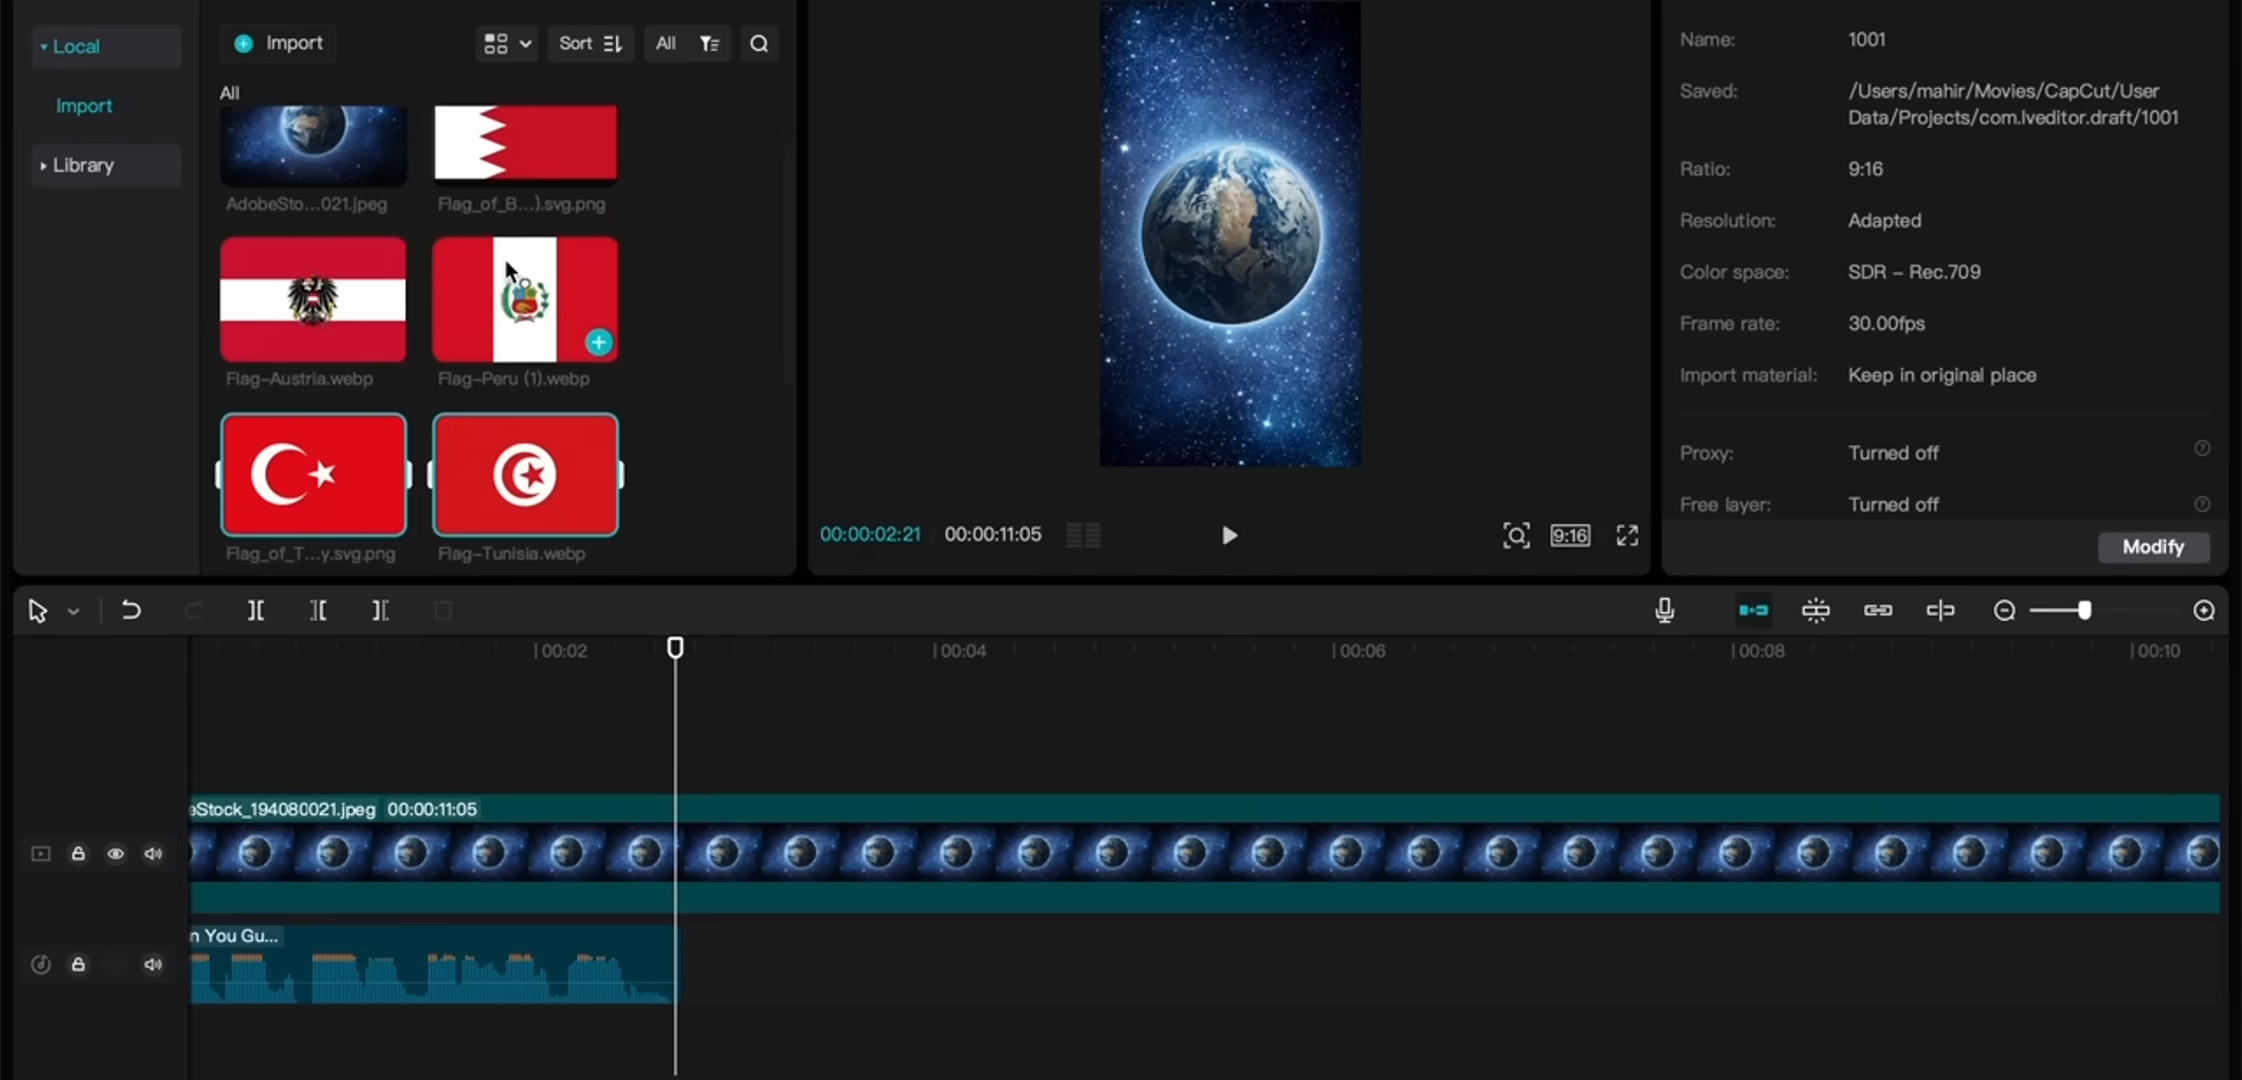 Local
Import
Library
Import
Sort
All
All
AdobeSto...021.jpeg
Flag_of_B...).svg.png
Flag-Austria.webp
Flag-Peru (1).webp
Flag_of_T...y.svg.png
Flag-Tunisia.webp
00:00:02:21
00:00:11:05
9:16
Name: 1001
Saved: /Users/mahir/Movies/CapCut/User
Data/Projects/com.lveditor.draft/1001
Ratio: 9:16
Resolution: Adapted
Color space: SDR – Rec.709
Frame rate: 30.00fps
Import material: Keep in original place
Proxy: Turned off
Free layer: Turned off
Modify
00:02
00:04
00:06
00:08
00:10
eStock_194080021.jpeg 00:00:11:05
n You Gu...